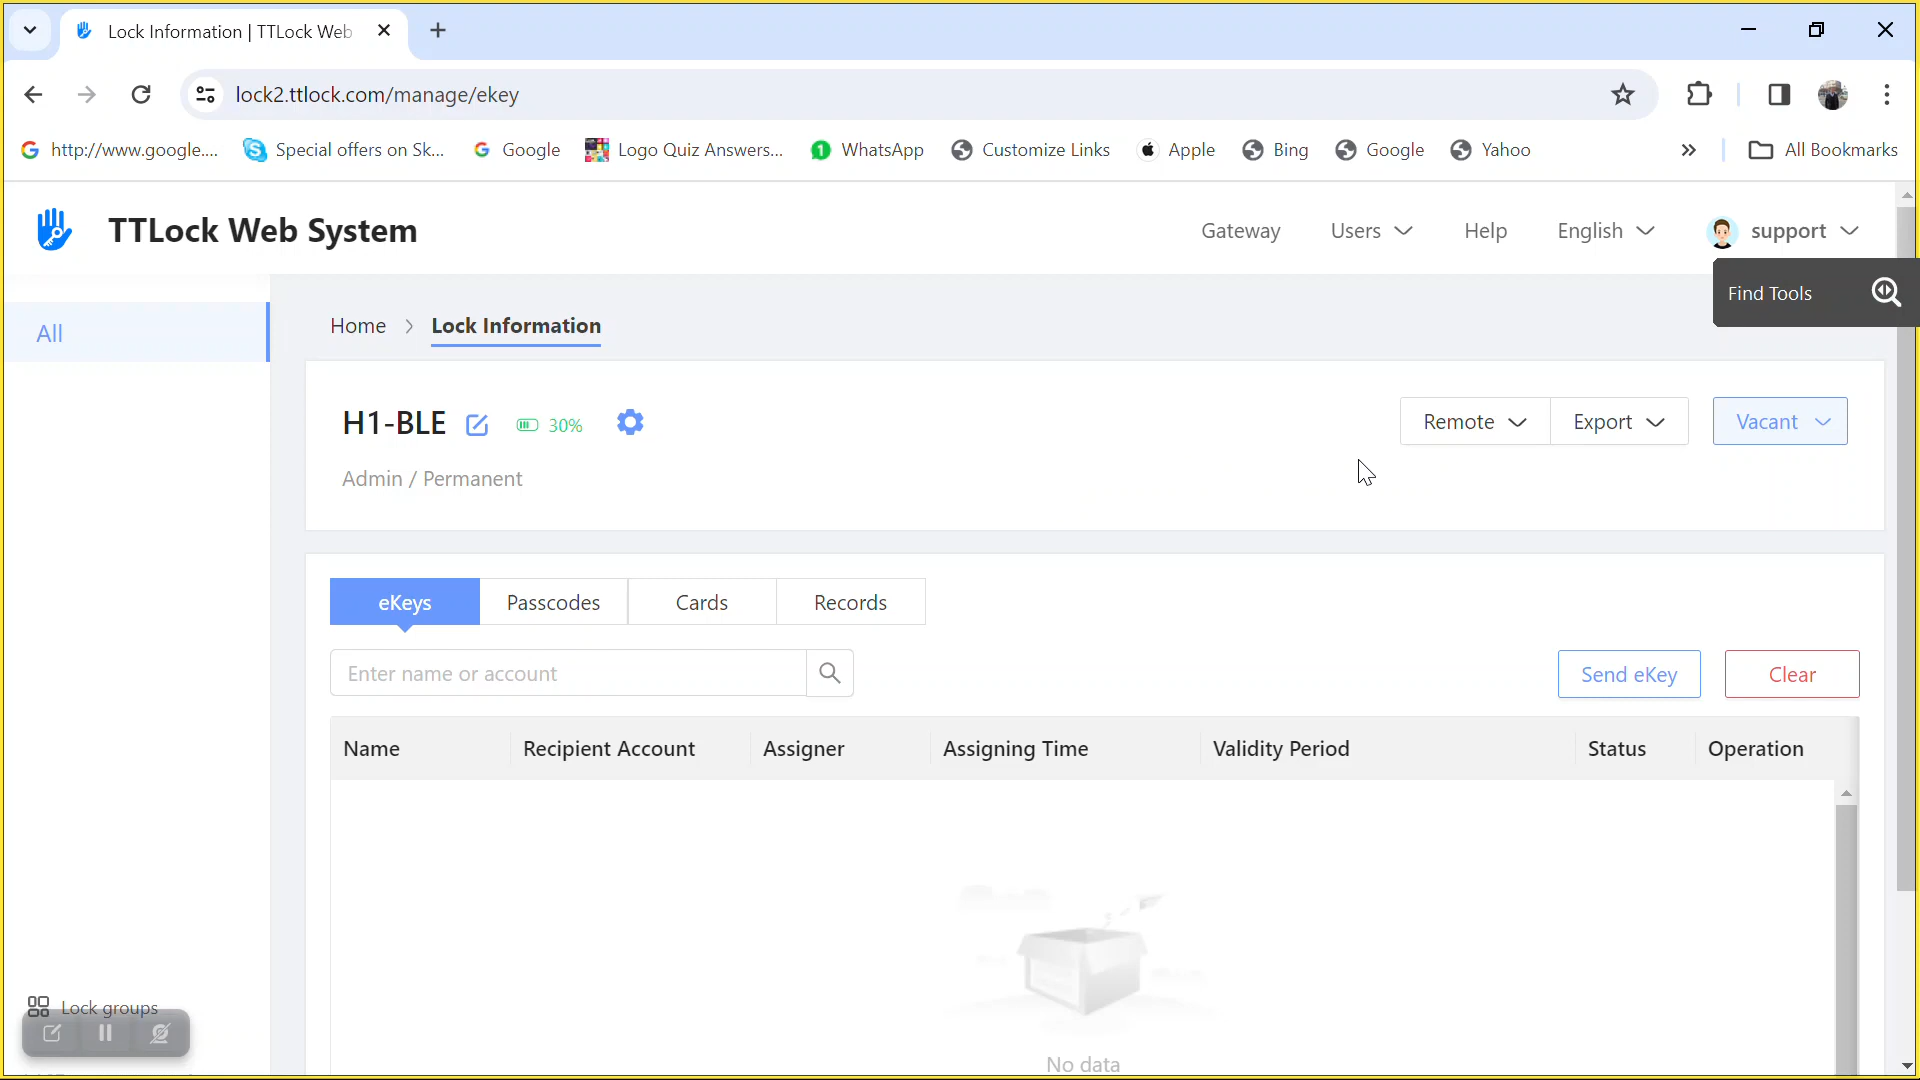 Lock Information | TTLock Web
lock2.ttlock.com/manage/ekey
http://www.google.... Special offers on Sk... Google Logo Quiz Answers... WhatsApp Customize Links Apple Bing Google Yahoo » All Bookmarks
TTLock Web System Gateway Users Help English support
Find Tools
All
Home > Lock Information
H1-BLE 30% Remote Export Vacant
Admin / Permanent
eKeys Passcodes Cards Records
Enter name or account Send eKey Clear
Name Recipient Account Assigner Assigning Time Validity Period Status Operation
No data
Lock groups